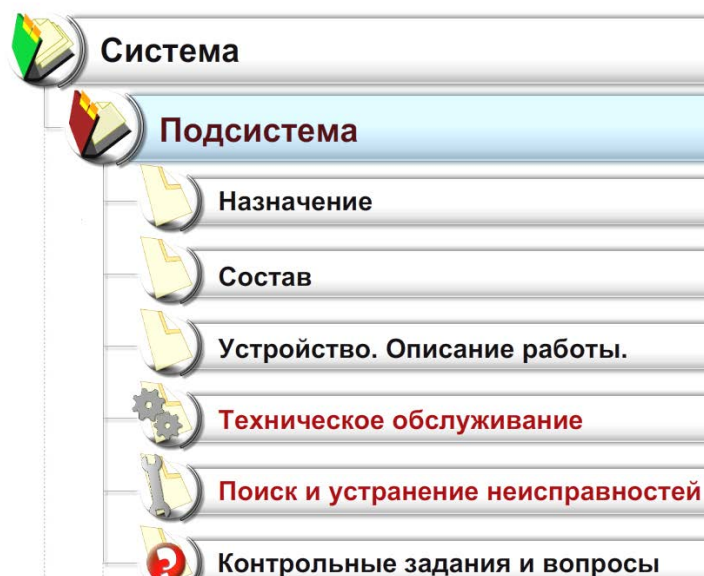 Система
Подсистема
Назначение
Состав
Устройство. Описание работы.
Техническое обслуживание
Поиск и устранение неисправностей
Контрольные задания и вопросы